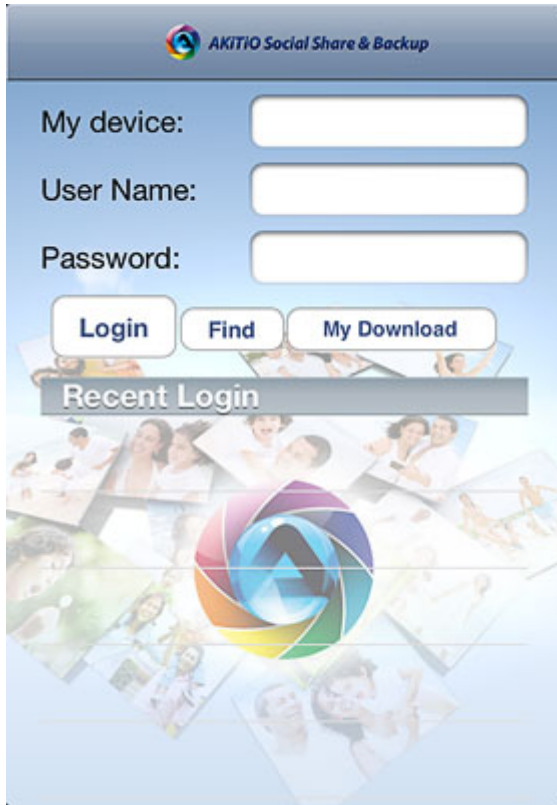 AKiTiO Social Share & Backup
My device:
User Name:
Password:
Login Find My Download
Recent Login